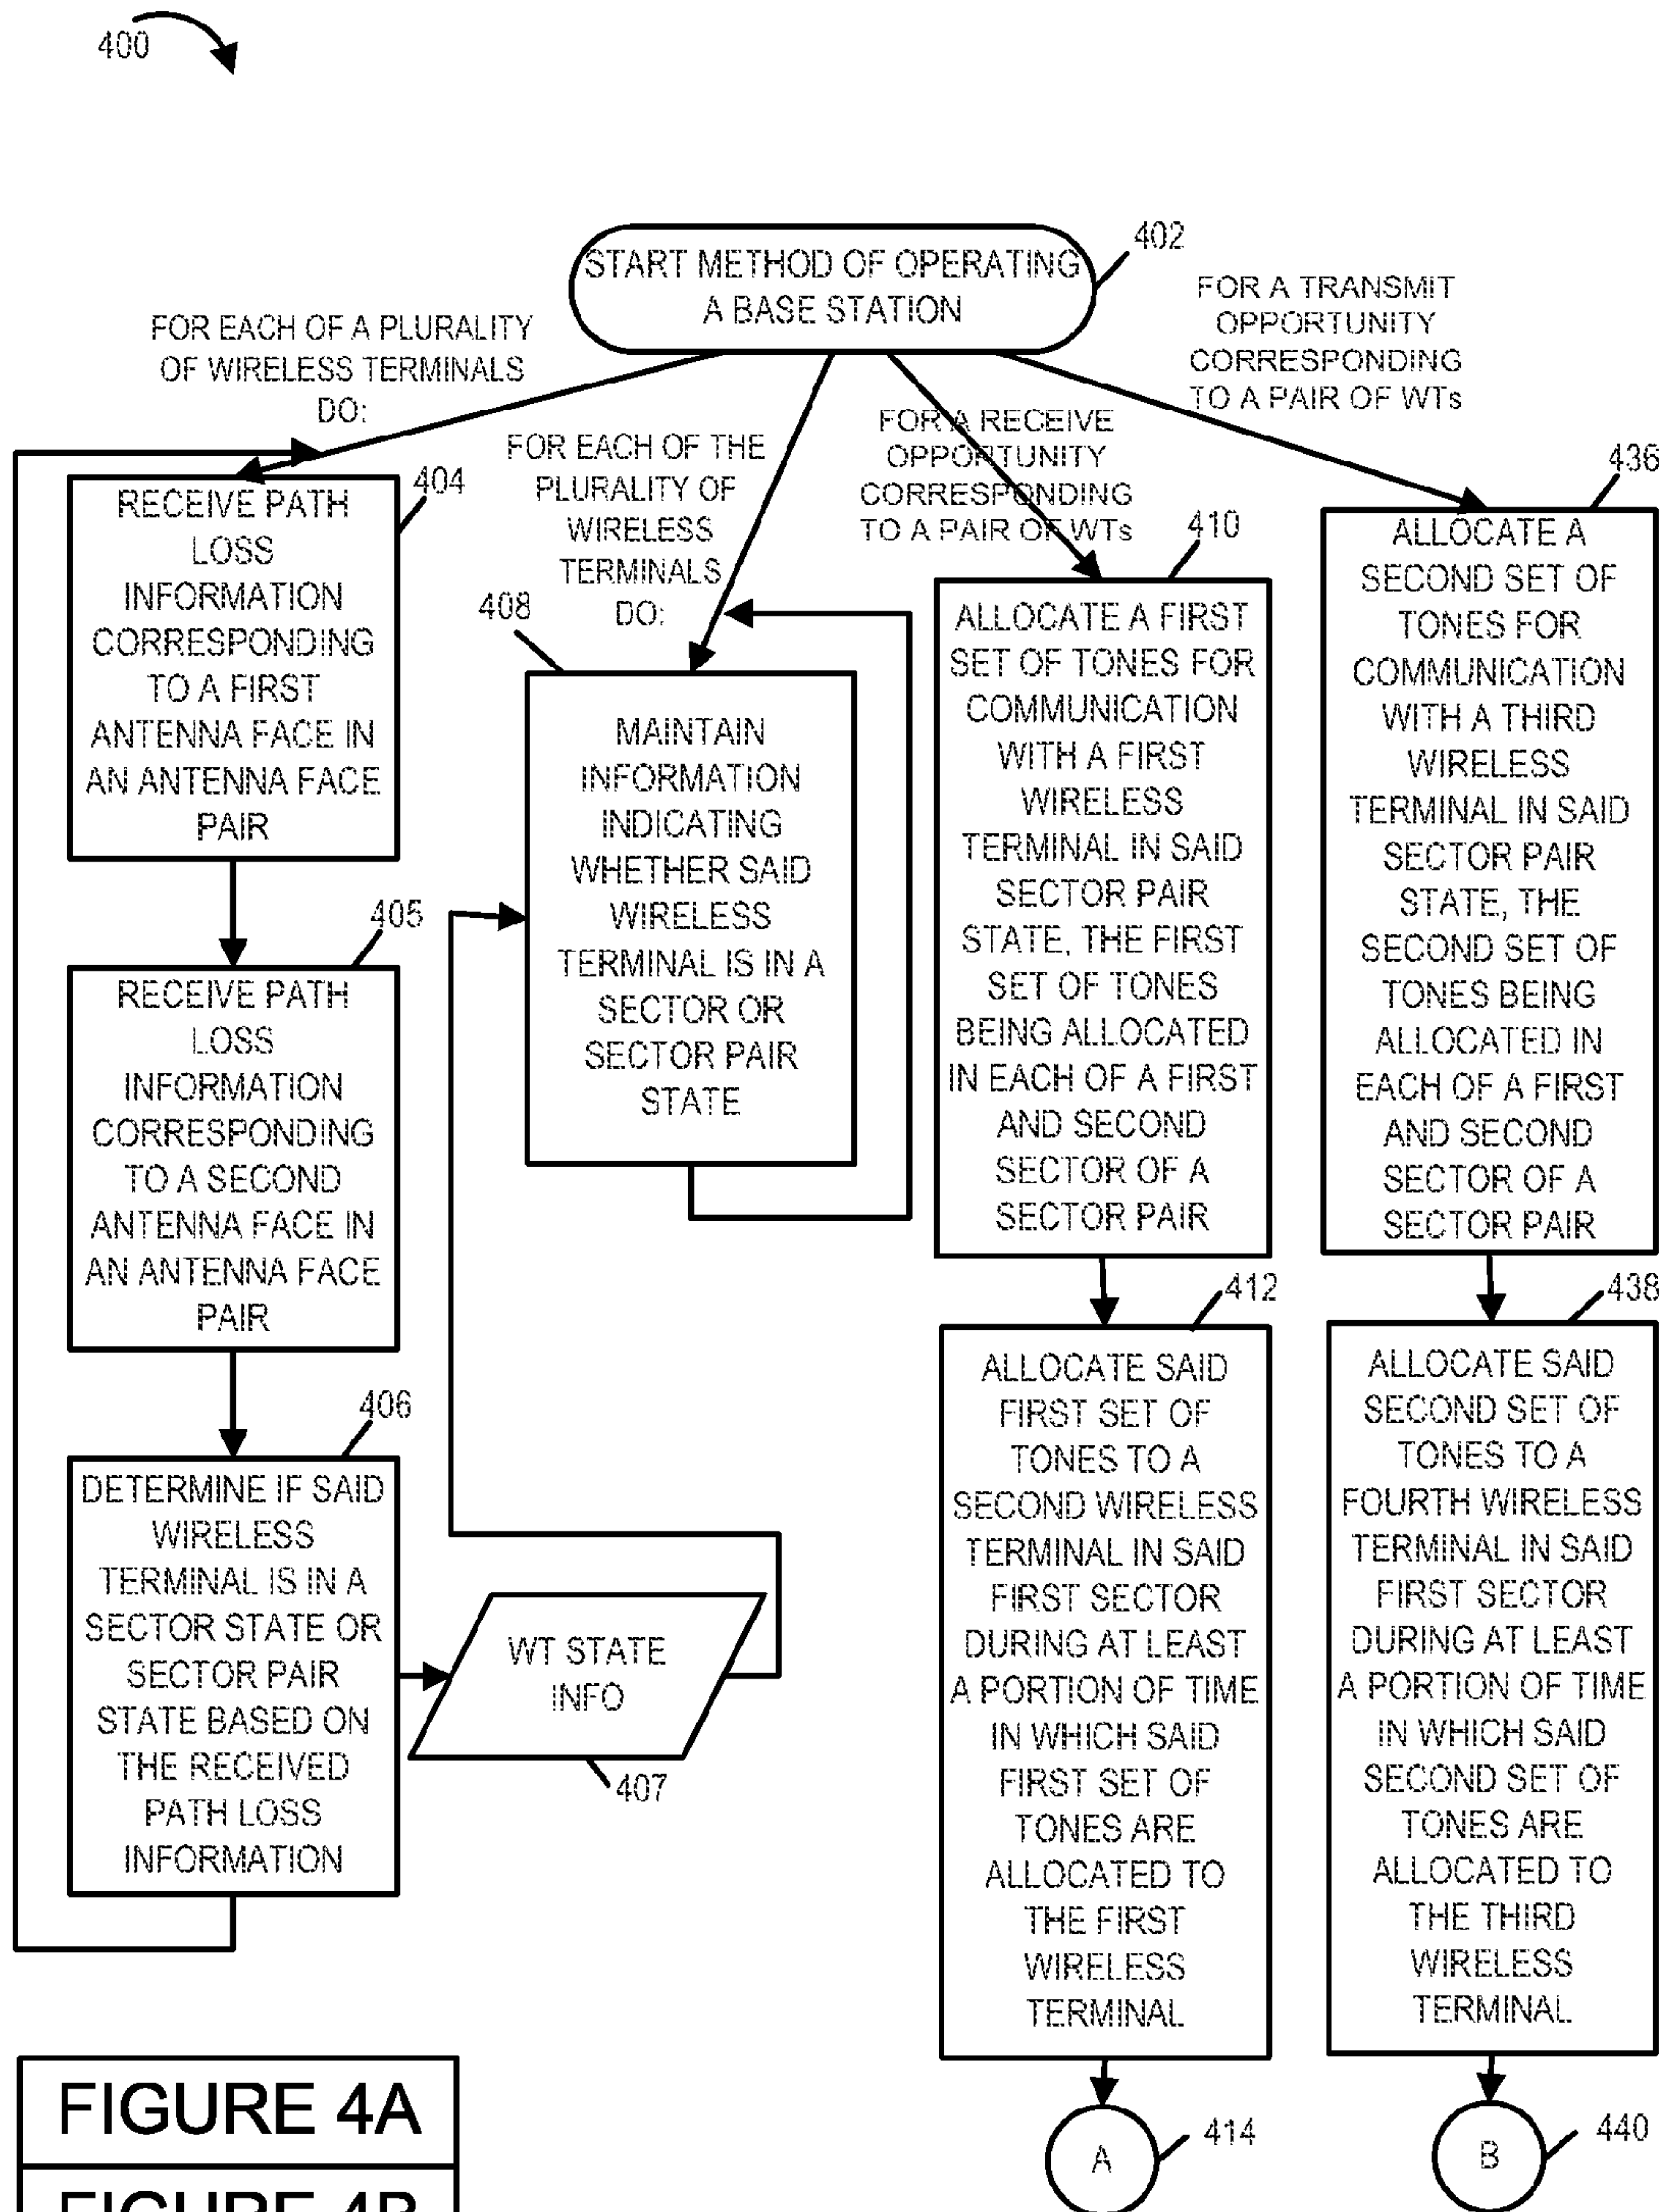 400
START METHOD OF OPERATING
A BASE STATION
402
FOR EACH OF A PLURALITY
OF WIRELESS TERMINALS
DO:
FOR EACH OF THE
PLURALITY OF
WIRELESS
TERMINALS
DO:
FOR A RECEIVE
OPPORTUNITY
CORRESPONDING
TO A PAIR OF WTs
FOR A TRANSMIT
OPPORTUNITY
CORRESPONDING
TO A PAIR OF WTs
404
RECEIVE PATH
LOSS
INFORMATION
CORRESPONDING
TO A FIRST
ANTENNA FACE IN
AN ANTENNA FACE
PAIR
405
RECEIVE PATH
LOSS
INFORMATION
CORRESPONDING
TO A SECOND
ANTENNA FACE IN
AN ANTENNA FACE
PAIR
406
DETERMINE IF SAID
WIRELESS
TERMINAL IS IN A
SECTOR STATE OR
SECTOR PAIR
STATE BASED ON
THE RECEIVED
PATH LOSS
INFORMATION
WT STATE
INFO
407
408
MAINTAIN
INFORMATION
INDICATING
WHETHER SAID
WIRELESS
TERMINAL IS IN A
SECTOR OR
SECTOR PAIR
STATE
410
ALLOCATE A FIRST
SET OF TONES FOR
COMMUNICATION
WITH A FIRST
WIRELESS
TERMINAL IN SAID
SECTOR PAIR
STATE, THE FIRST
SET OF TONES
BEING ALLOCATED
IN EACH OF A FIRST
AND SECOND
SECTOR OF A
SECTOR PAIR
412
ALLOCATE SAID
FIRST SET OF
TONES TO A
SECOND WIRELESS
TERMINAL IN SAID
FIRST SECTOR
DURING AT LEAST
A PORTION OF TIME
IN WHICH SAID
FIRST SET OF
TONES ARE
ALLOCATED TO
THE FIRST
WIRELESS
TERMINAL
A
414
436
ALLOCATE A
SECOND SET OF
TONES FOR
COMMUNICATION
WITH A THIRD
WIRELESS
TERMINAL IN SAID
SECTOR PAIR
STATE, THE
SECOND SET OF
TONES BEING
ALLOCATED IN
EACH OF A FIRST
AND SECOND
SECTOR OF A
SECTOR PAIR
438
ALLOCATE SAID
SECOND SET OF
TONES TO A
FOURTH WIRELESS
TERMINAL IN SAID
FIRST SECTOR
DURING AT LEAST
A PORTION OF TIME
IN WHICH SAID
SECOND SET OF
TONES ARE
ALLOCATED TO
THE THIRD
WIRELESS
TERMINAL
B
440
FIGURE 4A
FIGURE 4B